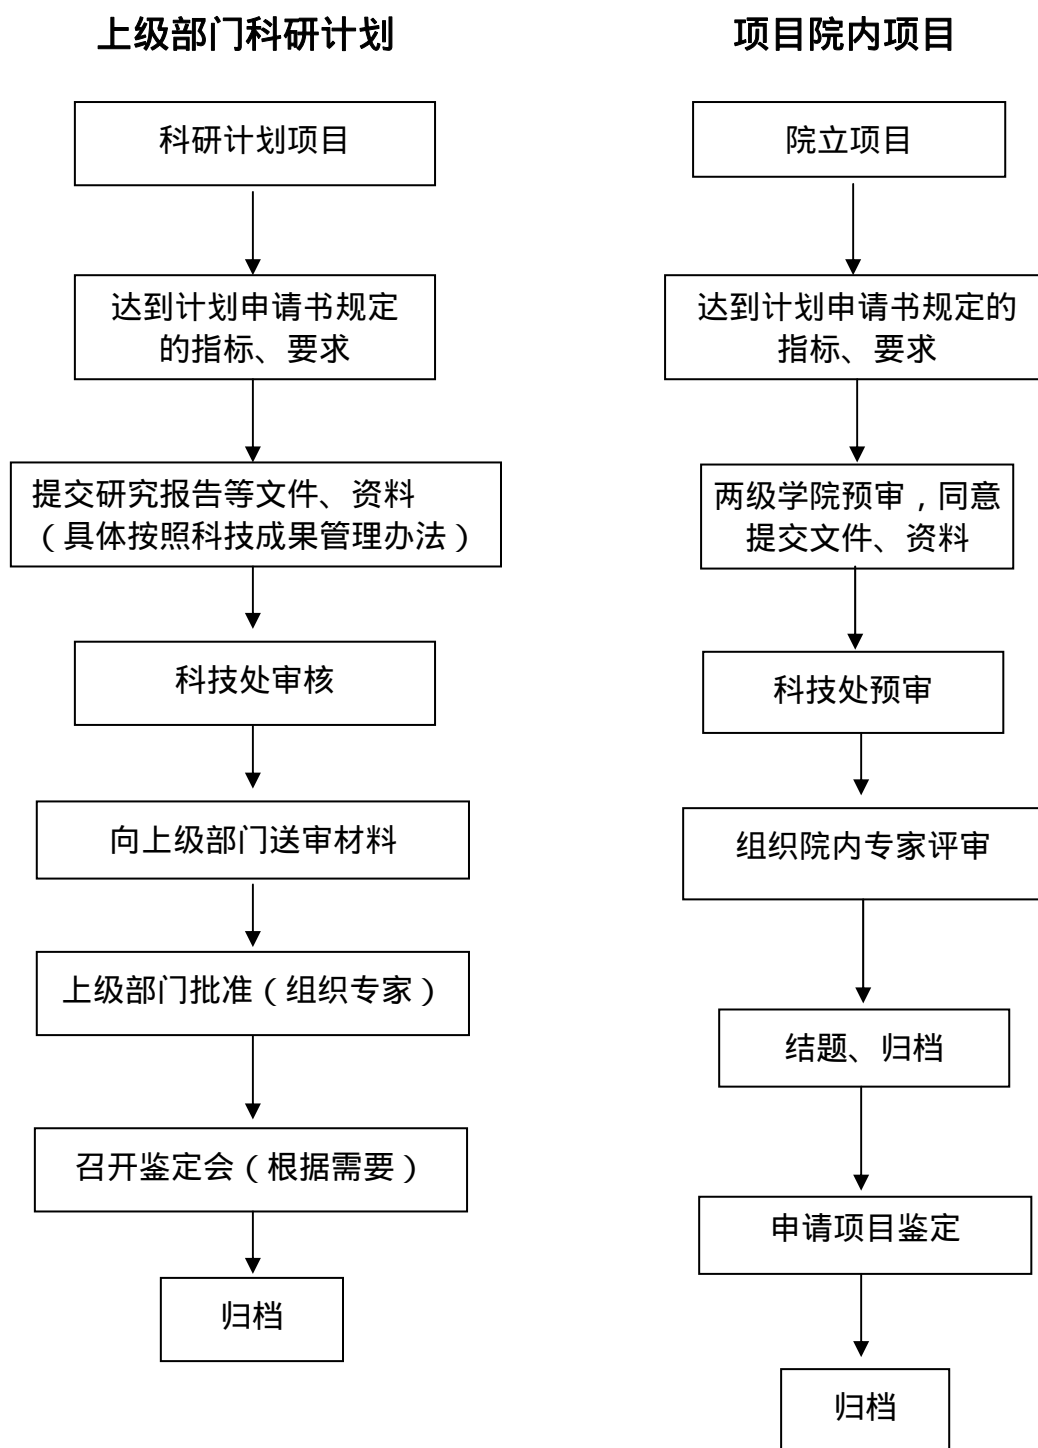 上级部门科研计划
科研计划项目
达到计划申请书规定
的指标、要求
提交研究报告等文件、资料
（具体按照科技成果管理办法）
科技处审核
向上级部门送审材料
上级部门批准（组织专家）
召开鉴定会（根据需要）
归档
项目院内项目
院立项目
达到计划申请书规定的
指标、要求
两级学院预审，同意
提交文件、资料
科技处预审
组织院内专家评审
结题、归档
申请项目鉴定
归档